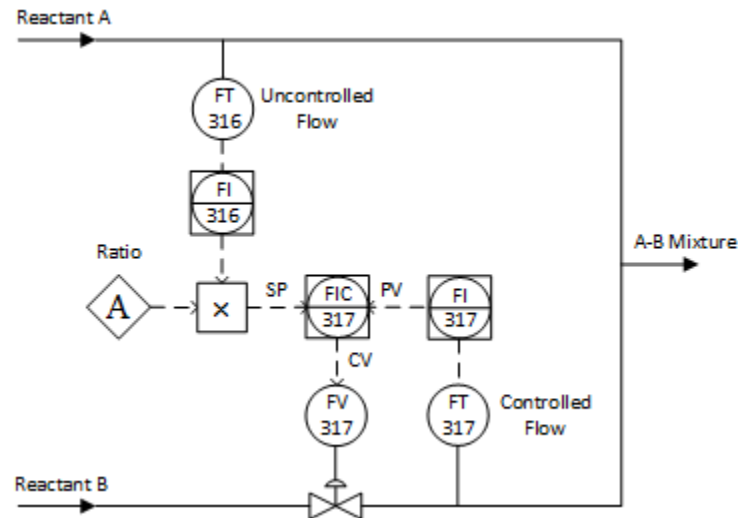 Reactant A
FT
316
Uncontrolled
Flow
FI
316
Ratio
A
×
SP
FIC
317
PV
FI
317
A-B Mixture
CV
FV
317
FT
317
Controlled
Flow
Reactant B